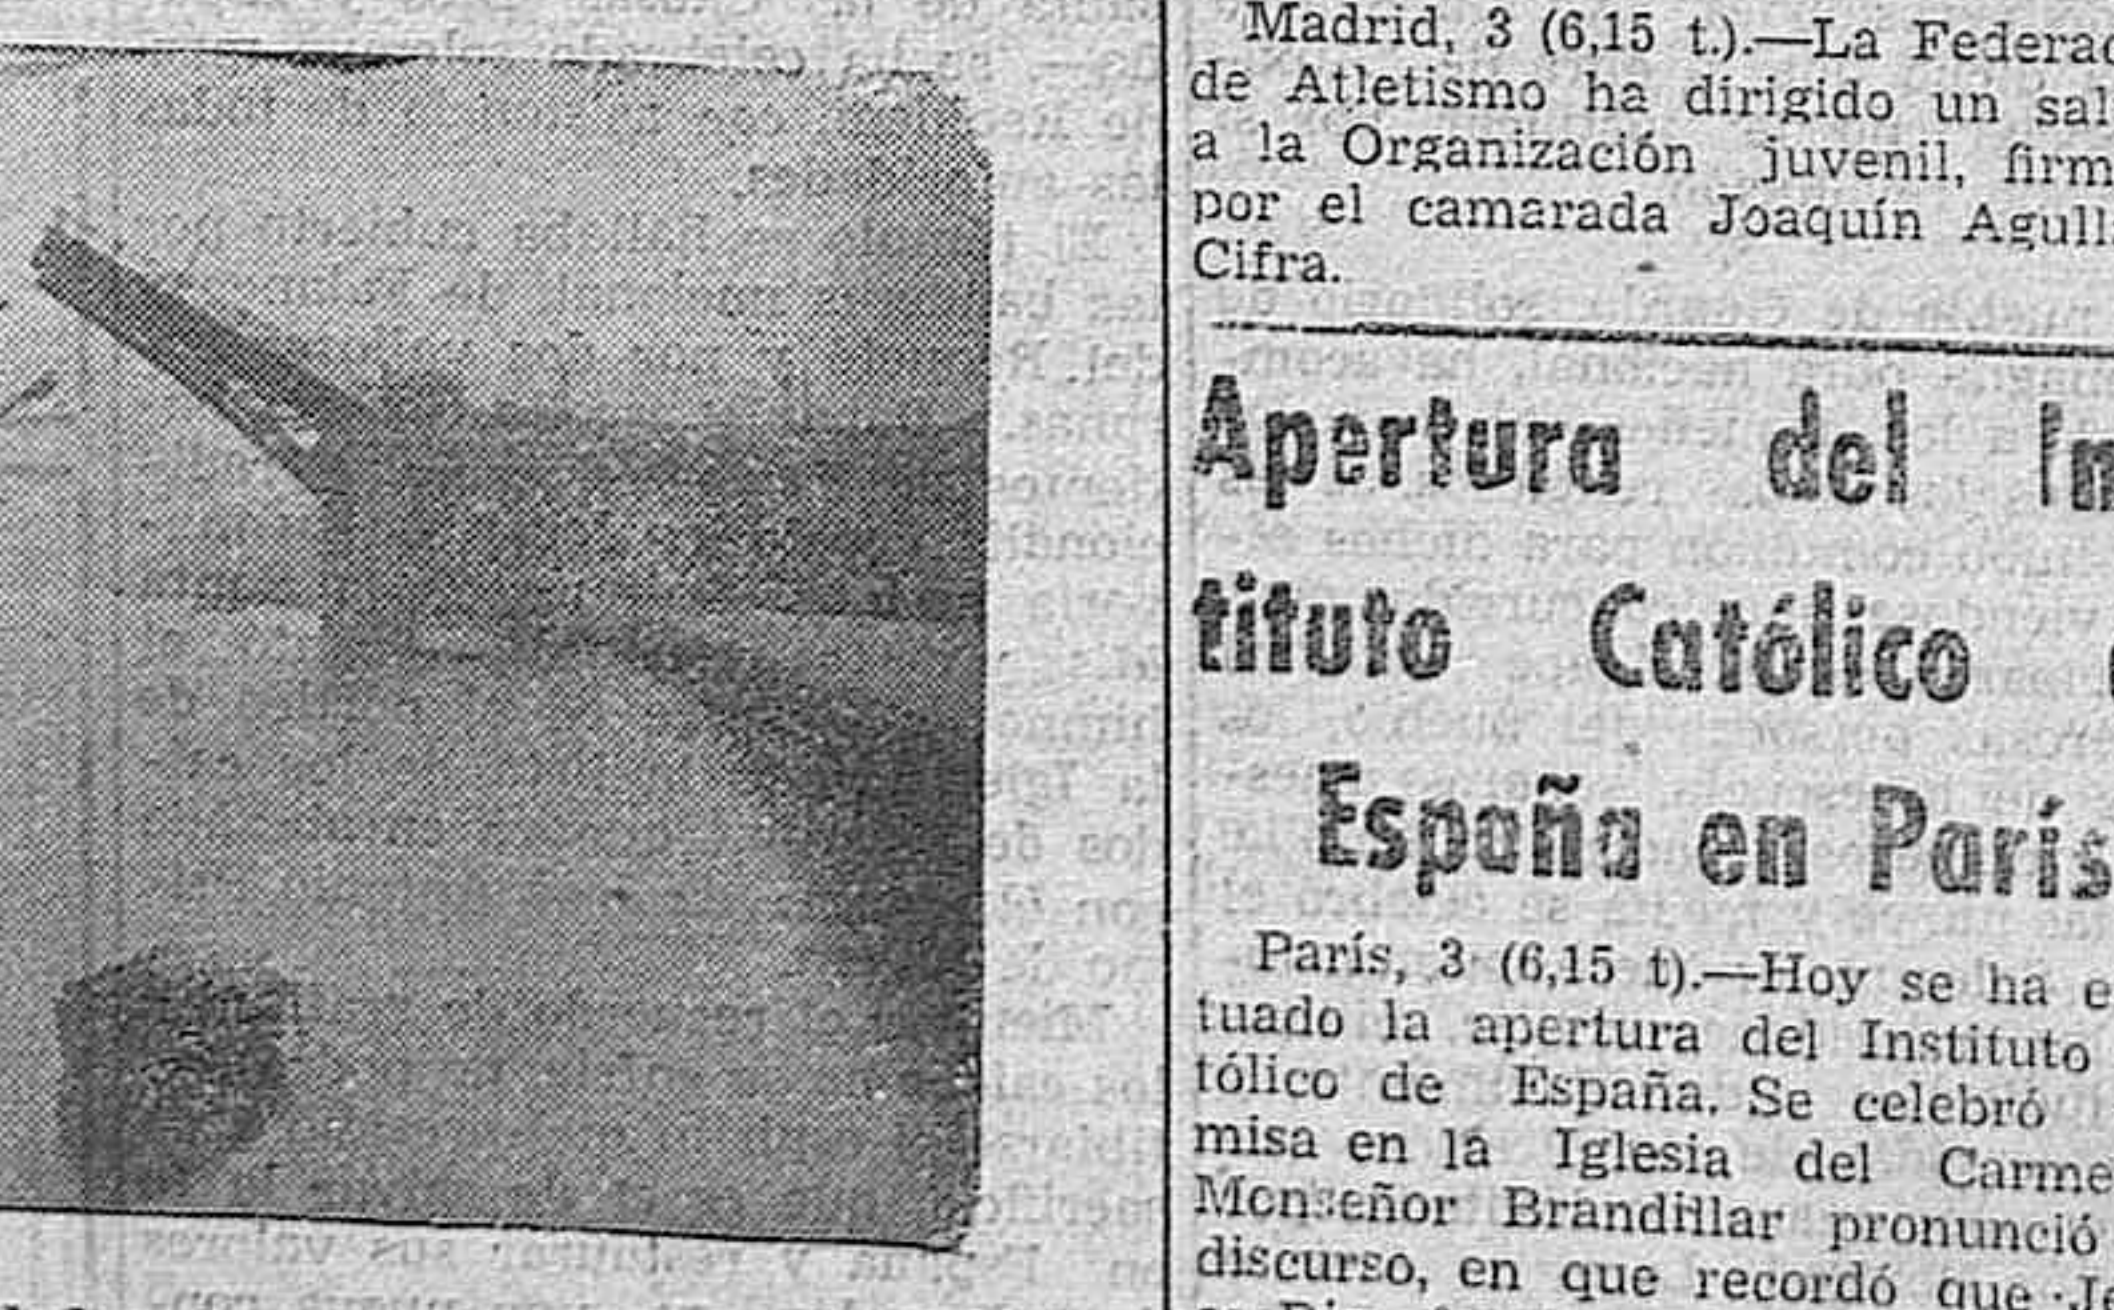 Madrid, 3 (6,15 t.).—La Federac
de Atletismo ha dirigido un sal
a la Organización juvenil, firm
por el camarada Joaquín Agull
Cifra.
Apertura del In
tituto Católico
España en París
París, 3 (6,15 t).—Hoy se ha e
tuado la apertura del Instituto
tólico de España. Se celebró
misa en la Iglesia del Carme
Monseñor Brandillar pronunció
discurso, en que recordó que